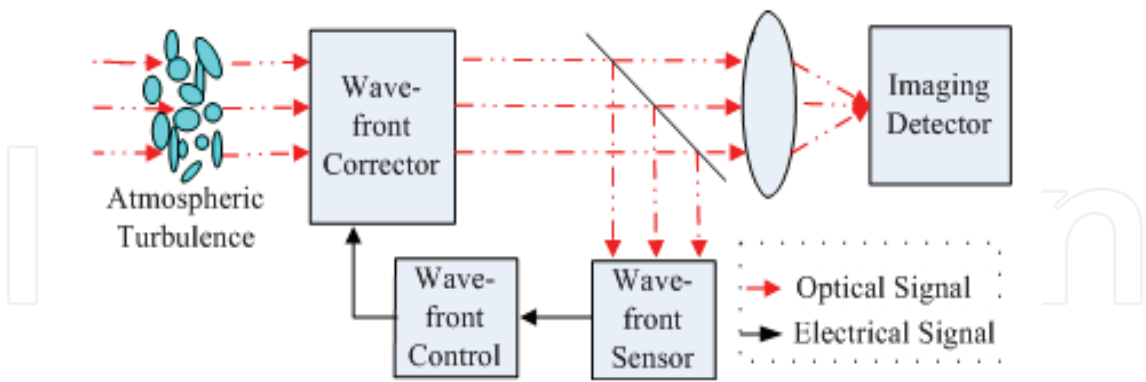 Atmospheric
Turbulence
Wave-
front
Corrector
Imaging
Detector
Wave-
front
Control
Wave-
front
Sensor
Optical Signal
Electrical Signal